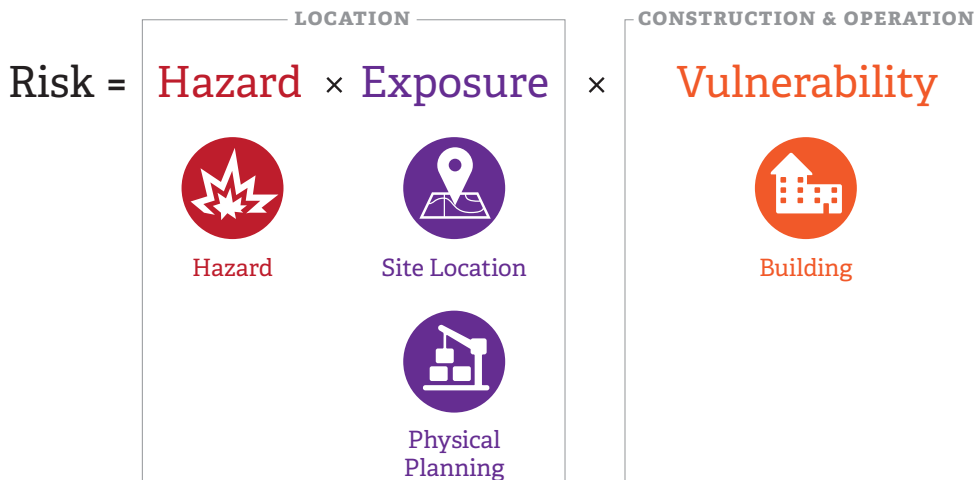 LOCATION
CONSTRUCTION & OPERATION
Risk = Hazard × Exposure × Vulnerability
Hazard
Site Location
Building
Physical
Planning